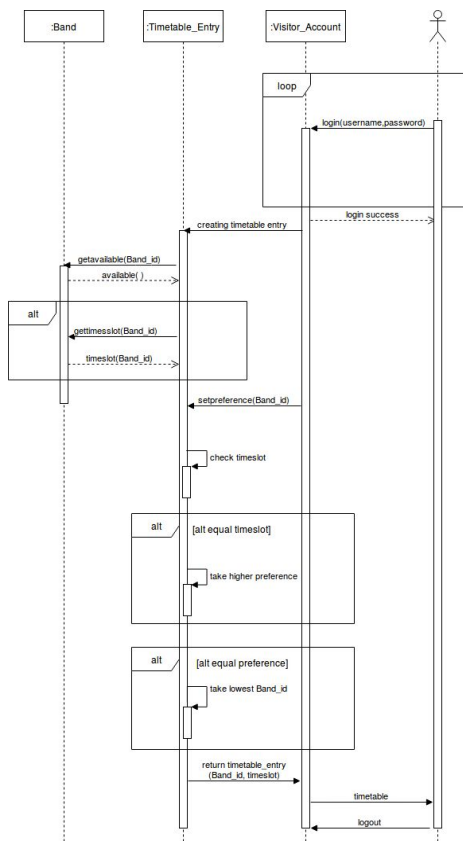 :Band
:Timetable_Entry
:Visitor_Account
loop
login(username,password)
login success
creating timetable entry
getavailable(Band_id)
available( )
alt
gettimesslot(Band_id)
timeslot(Band_id)
setpreference(Band_id)
check timeslot
alt
[alt equal timeslot]
take higher preference
alt
[alt equal preference]
take lowest Band_id
return timetable_entry
(Band_id, timeslot)
timetable
logout